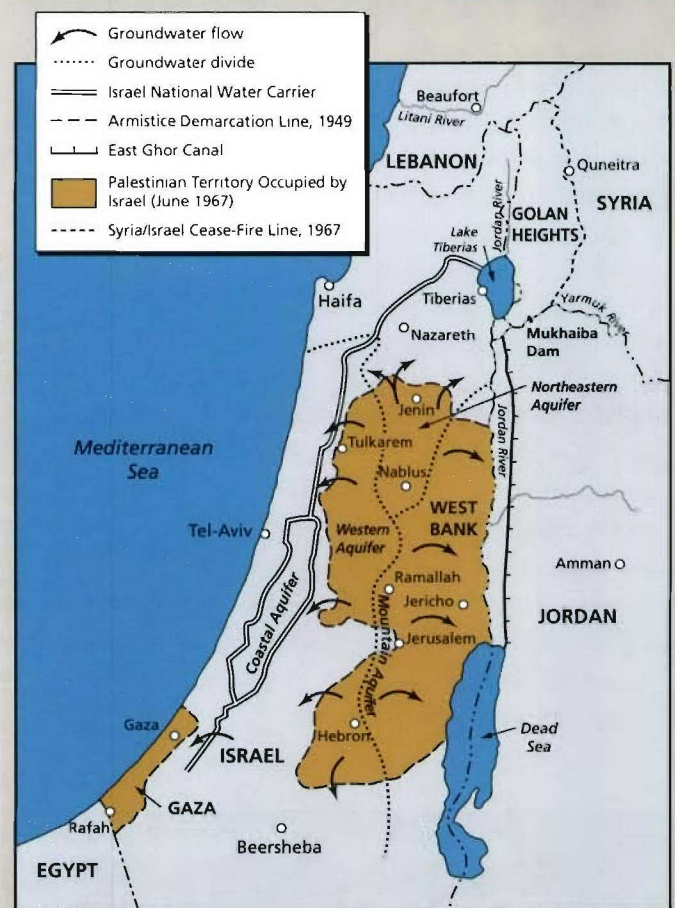 Groundwater flow
Groundwater divide
Israel National Water Carrier
Armistice Demarcation Line, 1949
East Ghor Canal
Palestinian Territory Occupied by
Israel (June 1967)
Syria/Israel Cease-Fire Line, 1967
Beaufort
Litani River
LEBANON
Quneitra
SYRIA
Jordan River
GOLAN
HEIGHTS
Lake
Tiberias
Haifa
Tiberias
Yarmuk River
Nazareth
Mukhaiba
Dam
Northeastern
Aquifer
Jenin
Jordan River
Mediterranean
Sea
Tulkarem
Nablus
WEST
BANK
Tel-Aviv
Western
Aquifer
Amman
Ramallah
Jericho
JORDAN
Coastal Aquifer
Mountain Aquifer
Jerusalem
Gaza
ISRAEL
Hebron
Dead
Sea
GAZA
Rafah
Beersheba
EGYPT